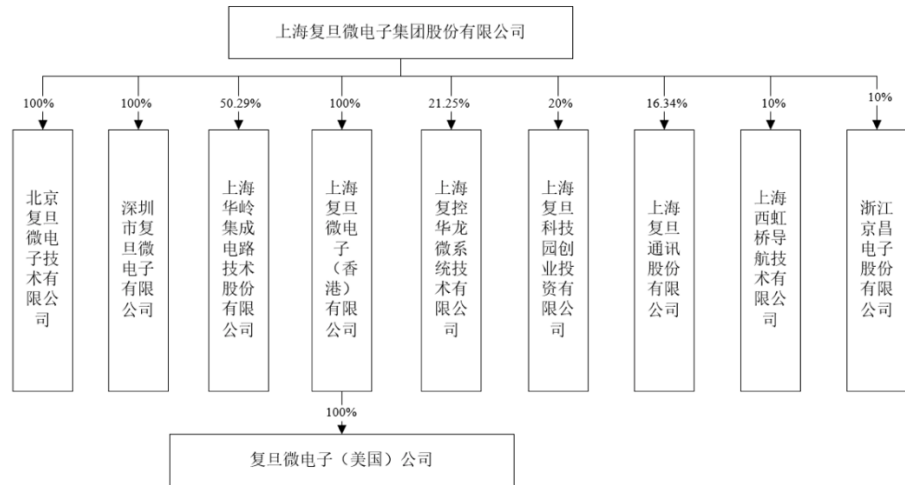 上海复旦微电子集团股份有限公司
100%
100%
50.29%
100%
21.25%
20%
16.34%
10%
10%
北京
复旦
微电
子技
术有
限公
司
深圳
市复
旦微
电子
有限
公司
上海
华岭
集成
电路
技术
股份
有限
公司
上海
复旦
微电
子
（香
港）
有限
公司
上海
复控
华龙
微系
统技
术有
限公
司
上海
复旦
科技
园创
业投
资有
限公
司
上海
复旦
通讯
股份
有限
公司
上海
西虹
桥导
航技
术有
限公
司
浙江
京昌
电子
股份
有限
公司
100%
复旦微电子（美国）公司